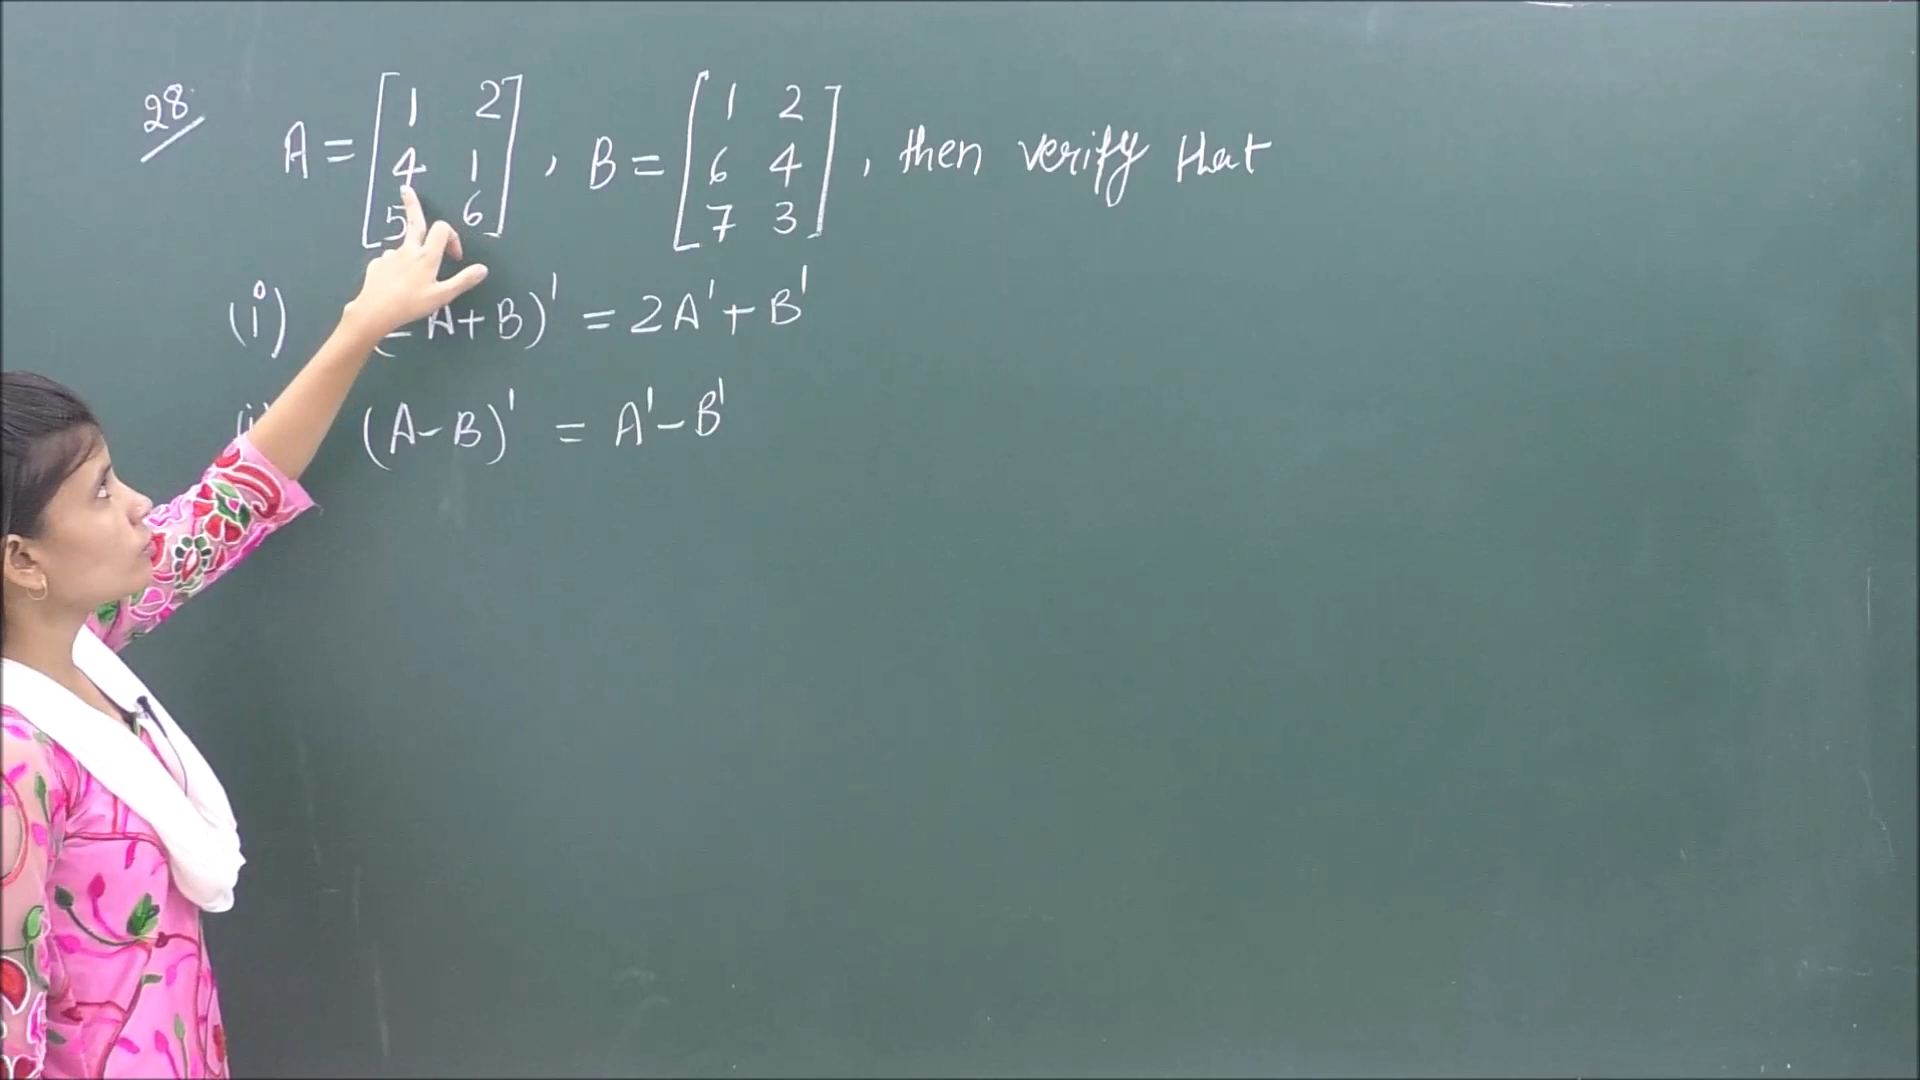 28. A = [1 2 4 1 5 6], B = [1 2 6 4 7 3], then verify that
(i) A+B)' = 2A'+B'
(A-B)' = A'-B'